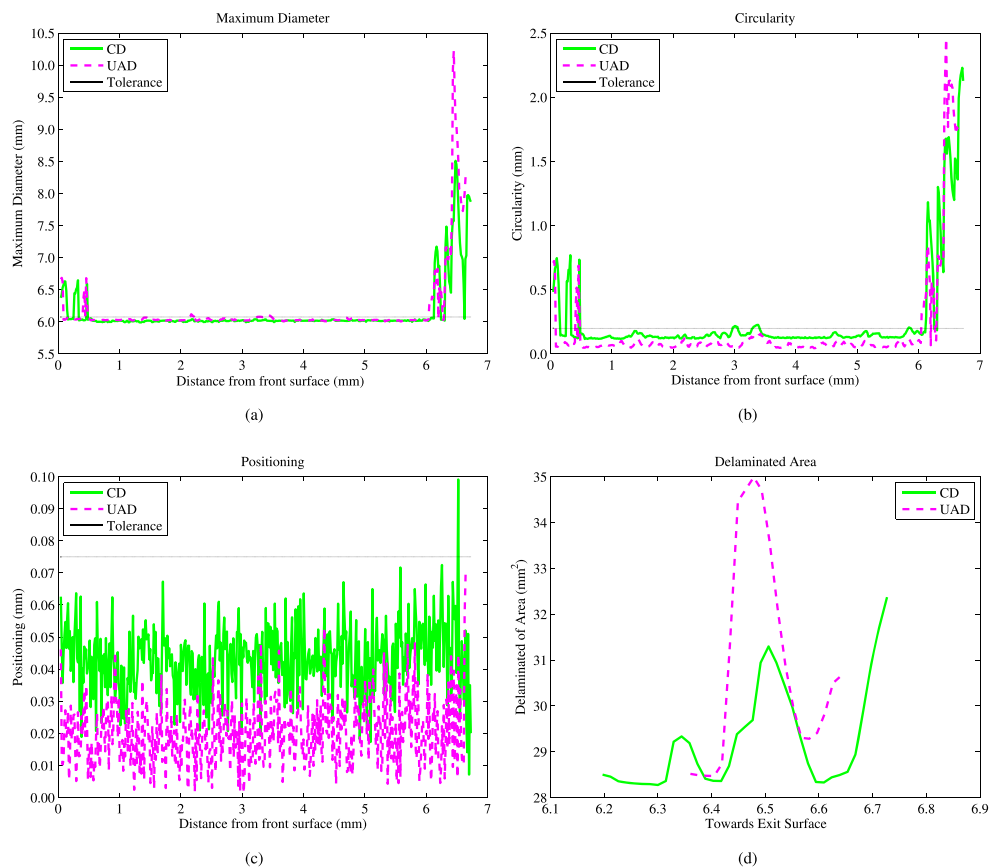 Maximum Diameter
10.5
10.0
9.5
9.0
8.5
8.0
7.5
7.0
6.5
6.0
5.5
Maximum Diameter (mm)
CD
UAD
Tolerance
0 1 2 3 4 5 6 7
Distance from front surface (mm)
(a)
Circularity
2.5
2.0
1.5
1.0
0.5
0.0
Circularity (mm)
CD
UAD
Tolerance
0 1 2 3 4 5 6 7
Distance from front surface (mm)
(b)
Positioning
0.10
0.09
0.08
0.07
0.06
0.05
0.04
0.03
0.02
0.01
0.00
Positioning (mm)
CD
UAD
Tolerance
0 1 2 3 4 5 6 7
Distance from front surface (mm)
(c)
Delaminated Area
35
34
33
32
31
30
29
28
Delaminated of Area (mm²)
CD
UAD
6.1 6.2 6.3 6.4 6.5 6.6 6.7 6.8 6.9
Towards Exit Surface
(d)